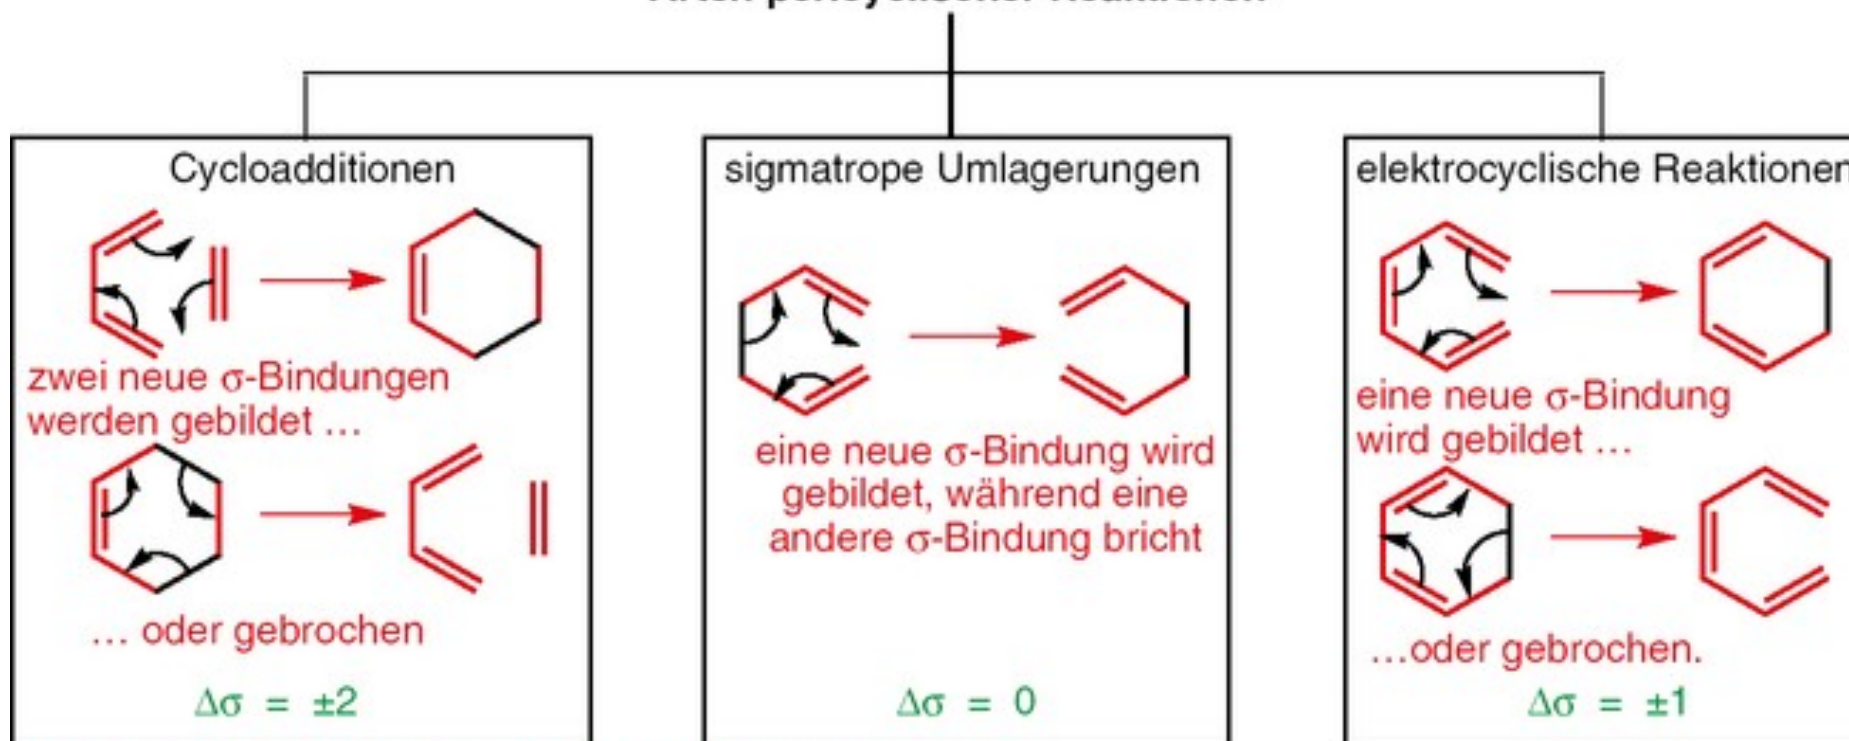 Cycloadditionen
zwei neue σ-Bindungen
werden gebildet ...
... oder gebrochen
Δσ = ±2
sigmatrope Umlagerungen
eine neue σ-Bindung wird
gebildet, während eine
andere σ-Bindung bricht
Δσ = 0
elektrocyclische Reaktionen
eine neue σ-Bindung
wird gebildet ...
...oder gebrochen.
Δσ = ±1